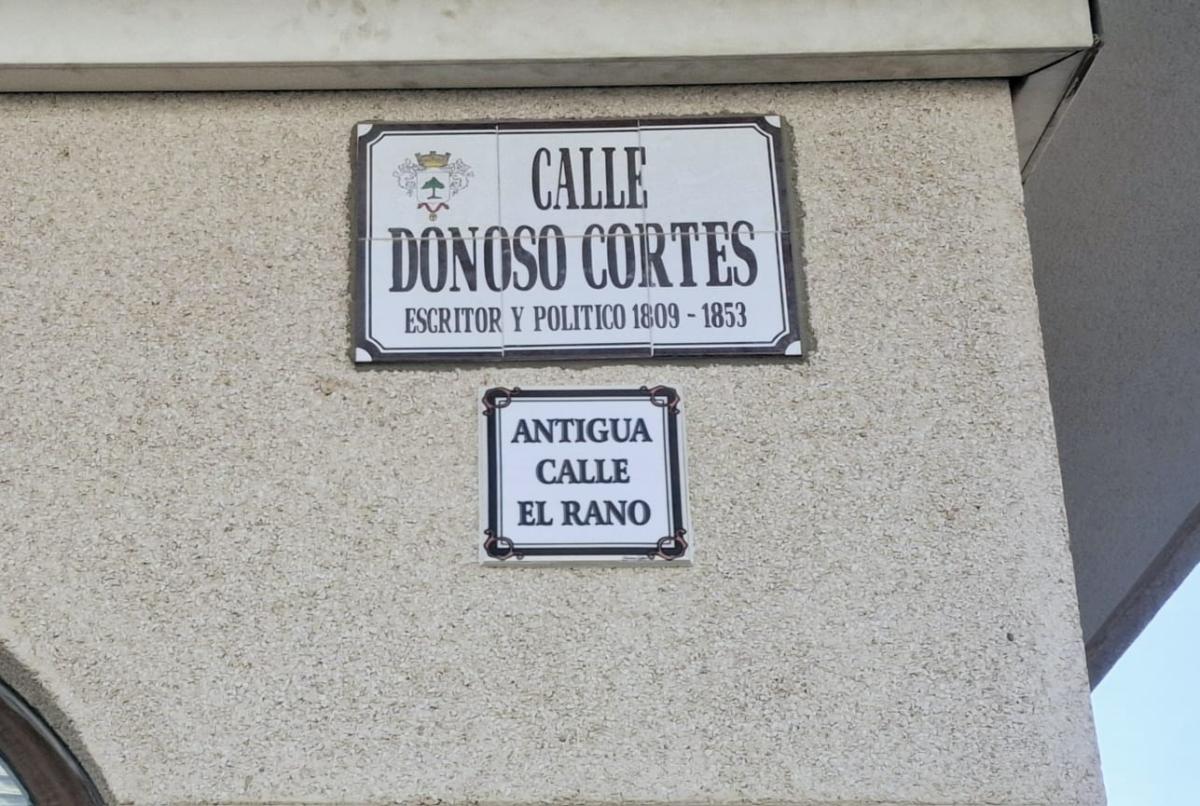 CALLE
DONOSO CORTES
ESCRITOR Y POLITICO 1809 - 1853
ANTIGUA
CALLE
EL RANO